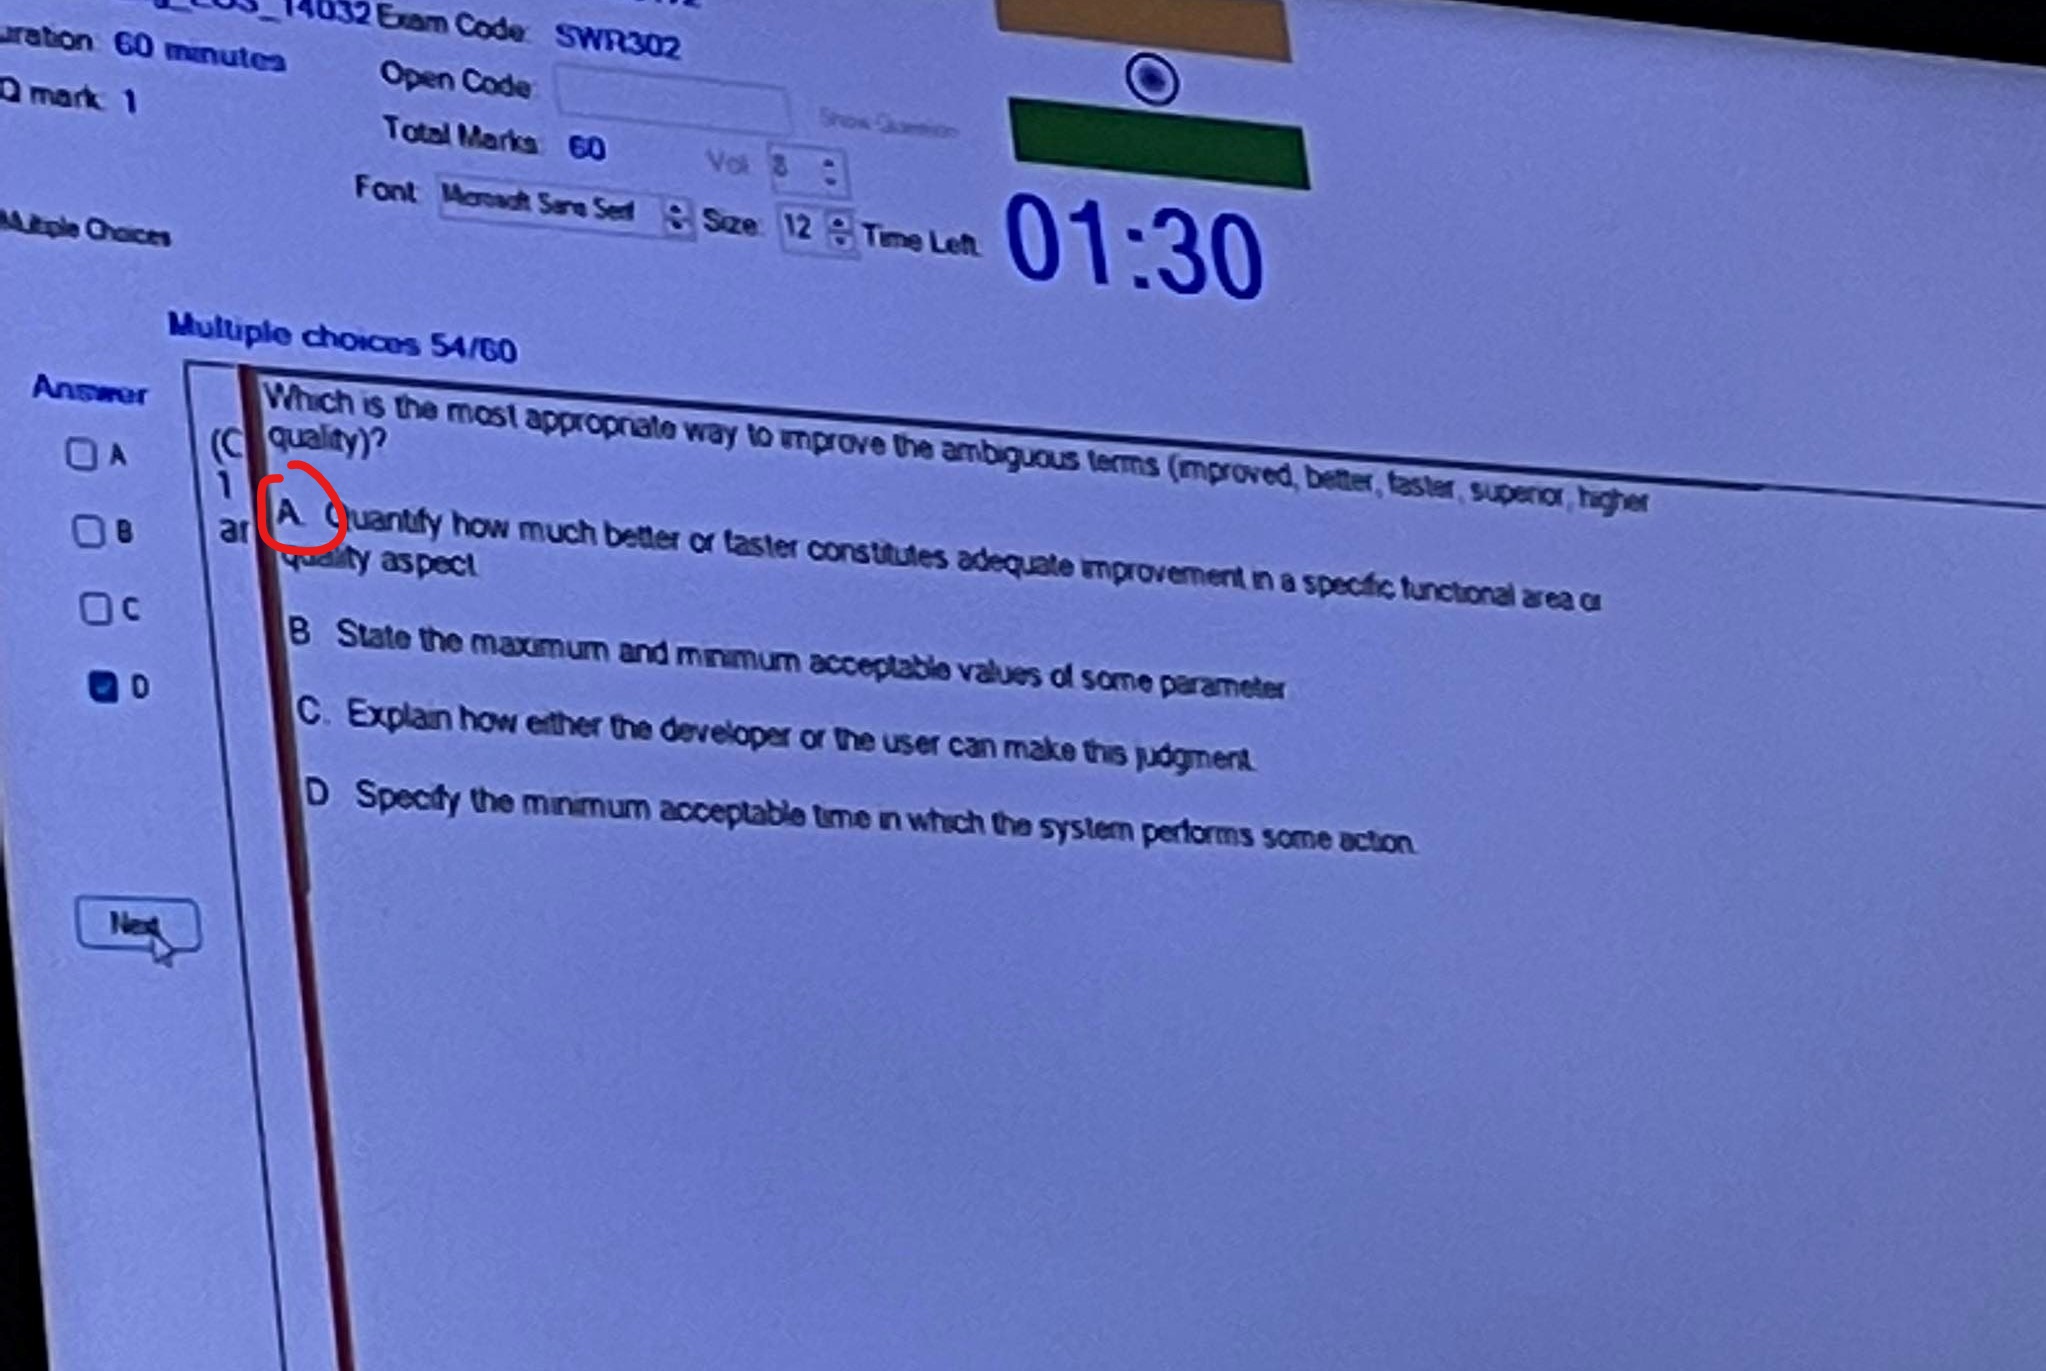 14032 Exam Code: SWR302
60 minutes
Open Code:
Q mark: 1
Show Question
Total Marks: 60
Vol: 8
Font: Microsoft Sans Serif Size: 12 Time Left:
01:30
Multiple Choices
Multiple choices 54/60
Answer
Which is the most appropriate way to improve the ambiguous terms (improved, better, faster, superior, higher
A
(C quality)?
1
A. Quantify how much better or faster constitutes adequate improvement in a specific functional area or
B
ar quality aspect
C
B State the maximum and minimum acceptable values of some parameter
D
C. Explain how either the developer or the user can make this judgment.
D Specify the minimum acceptable time in which the system performs some action.
Next